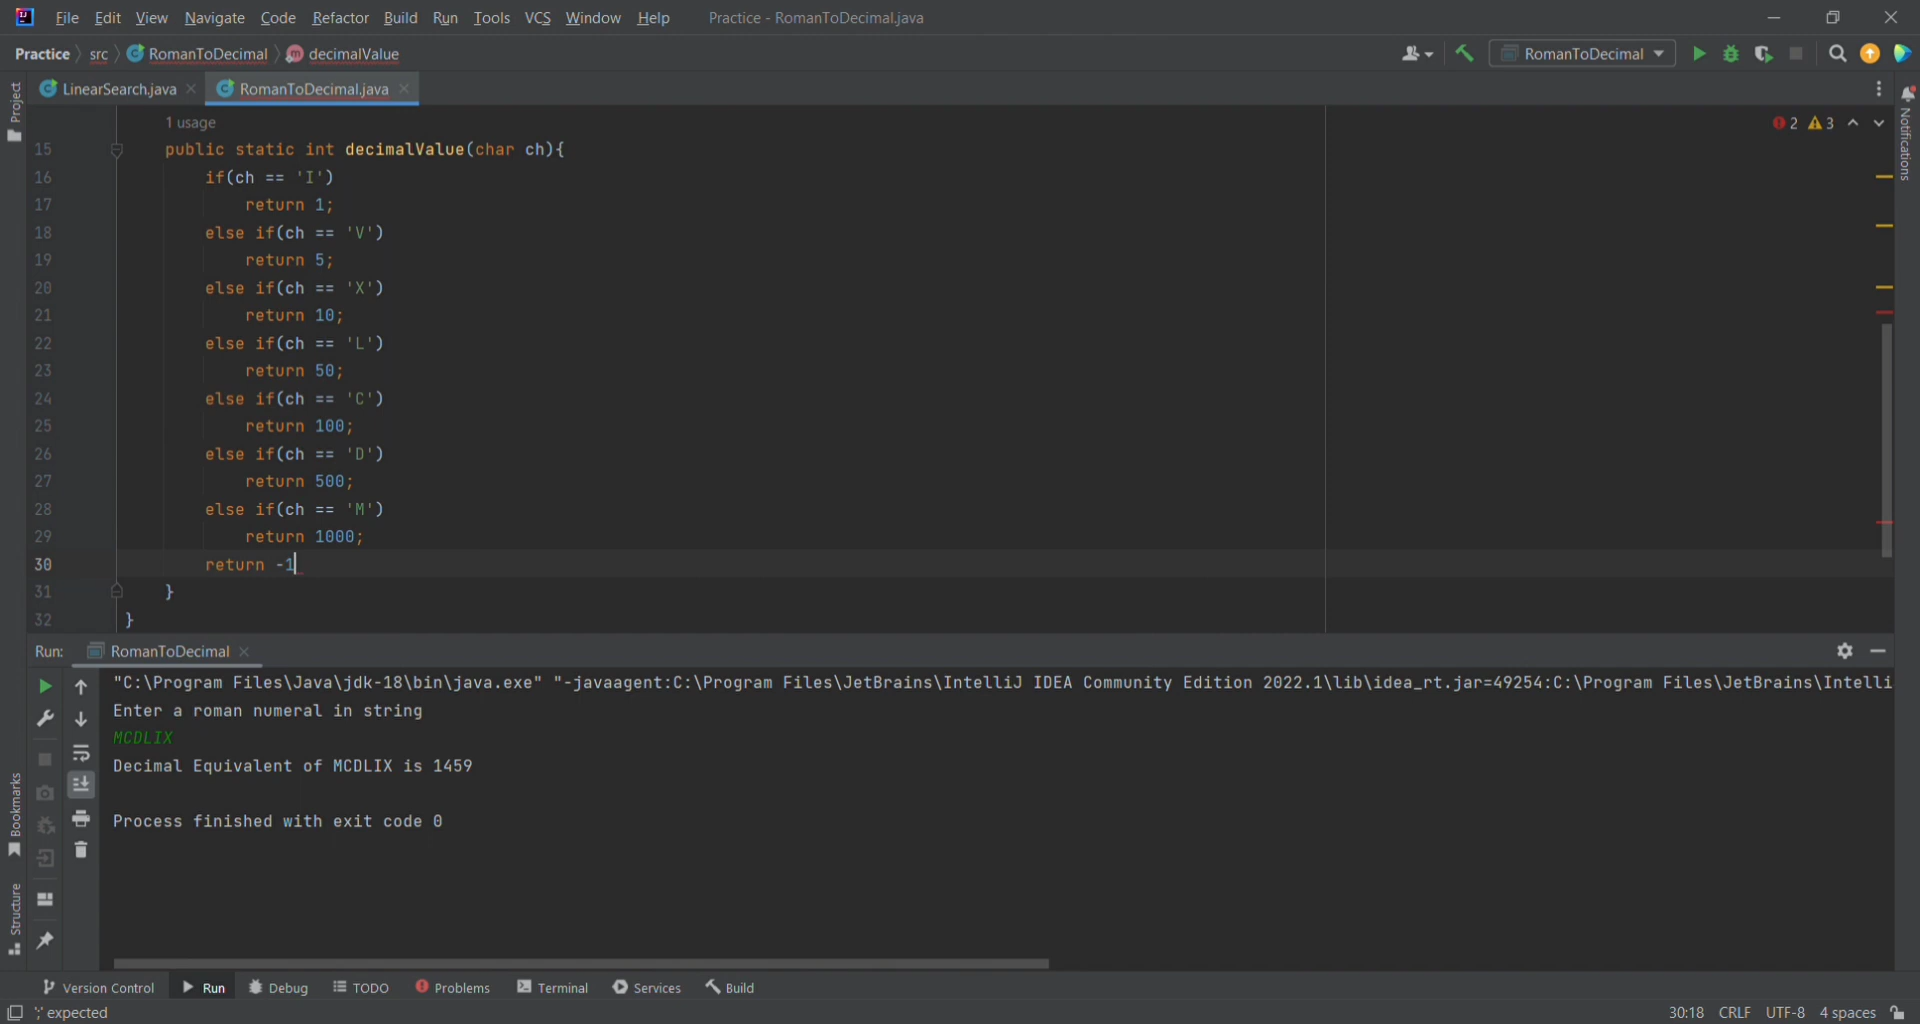 File Edit View Navigate Code Refactor Build Run Tools VCS Window Help Practice - RomanToDecimal.java
Practice src RomanToDecimal decimalValue RomanToDecimal
LinearSearch.java RomanToDecimal.java
Project
Notifications
1 usage
2 3
15 public static int decimalValue(char ch){
16 if(ch == 'I')
17 return 1;
18 else if(ch == 'V')
19 return 5;
20 else if(ch == 'X')
21 return 10;
22 else if(ch == 'L')
23 return 50;
24 else if(ch == 'C')
25 return 100;
26 else if(ch == 'D')
27 return 500;
28 else if(ch == 'M')
29 return 1000;
30 return -1
31 }
32 }
Run: RomanToDecimal
"C:\Program Files\Java\jdk-18\bin\java.exe" "-javaagent:C:\Program Files\JetBrains\IntelliJ IDEA Community Edition 2022.1\lib\idea_rt.jar=49254:C:\Program Files\JetBrains\Intelli
Enter a roman numeral in string
MCDLIX
Decimal Equivalent of MCDLIX is 1459
Process finished with exit code 0
Bookmarks
Structure
Version Control Run Debug TODO Problems Terminal Services Build
';' expected 30:18 CRLF UTF-8 4 spaces